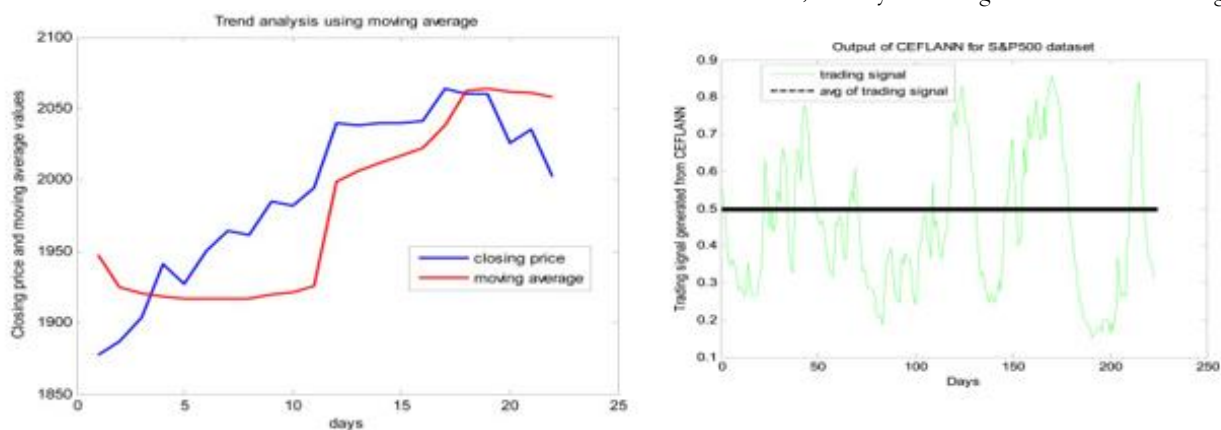 Trend analysis using moving average
2100
2050
2000
1950
1900
1850
Closing price and moving average values
closing price
moving average
0
5
10
15
20
25
days
Output of CEFLANN for S&P500 dataset
0.9
0.8
0.7
0.6
0.5
0.4
0.3
0.2
0.1
Trading signal generated from CEFLANN
trading signal
avg of trading signal
0
50
100
150
200
250
Days